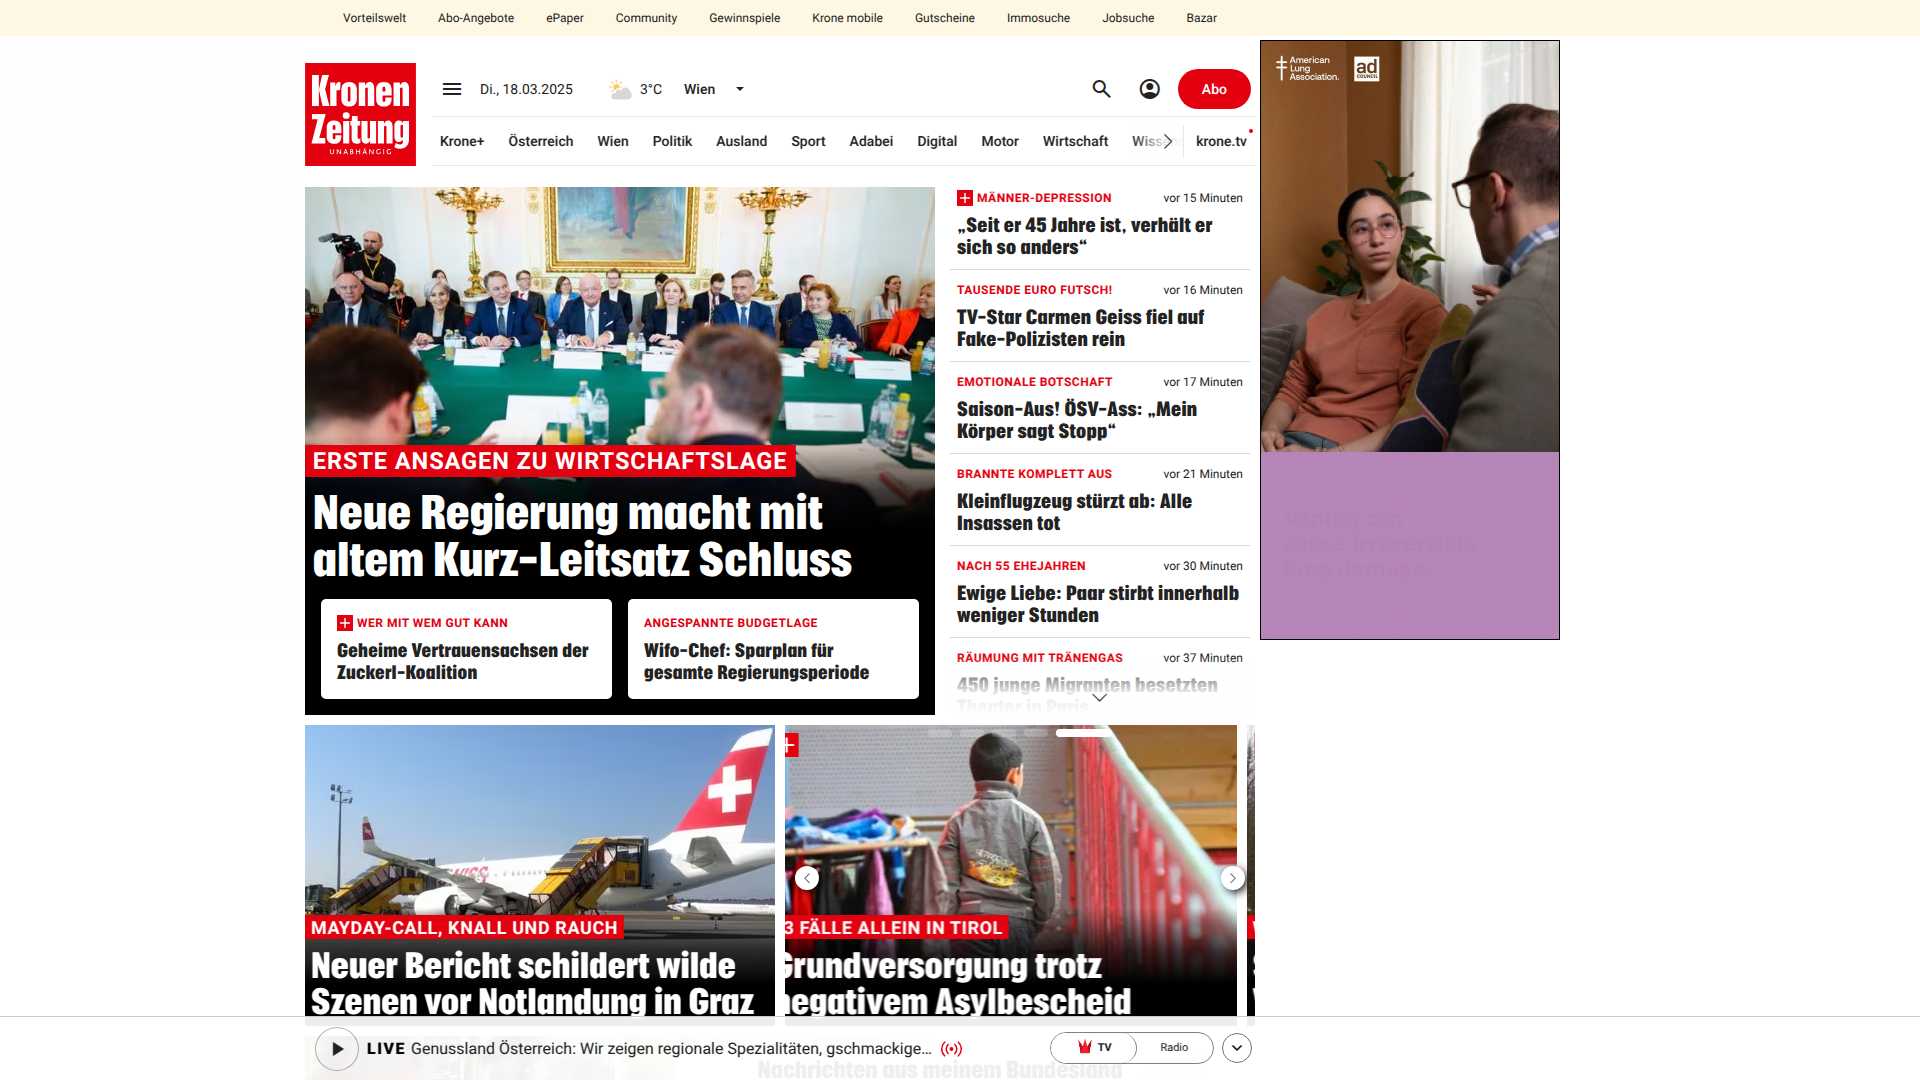 Vorteilswelt
Abo-Angebote
ePaper
Community
Gewinnspiele
Krone mobile
Gutscheine
Immosuche
Jobsuche
Bazar
Kronen
Zeitung
UNABHÄNGIG
Di., 18.03.2025
3°C
Wien
Abo
Krone+
Österreich
Wien
Politik
Ausland
Sport
Adabei
Digital
Motor
Wirtschaft
Wiss
krone.tv
ERSTE ANSAGEN ZU WIRTSCHAFTSLAGE
Neue Regierung macht mit
altem Kurz-Leitsatz Schluss
WER MIT WEM GUT KANN
Geheime Vertrauensachsen der
Zuckerl-Koalition
ANGESPANNTE BUDGETLAGE
Wifo-Chef: Sparplan für
gesamte Regierungsperiode
MÄNNER-DEPRESSION
vor 15 Minuten
„Seit er 45 Jahre ist, verhält er
sich so anders“
TAUSENDE EURO FUTSCH!
vor 16 Minuten
TV-Star Carmen Geiss fiel auf
Fake-Polizisten rein
EMOTIONALE BOTSCHAFT
vor 17 Minuten
Saison-Aus! ÖSV-Ass: „Mein
Körper sagt Stopp“
BRANNTE KOMPLETT AUS
vor 21 Minuten
Kleinflugzeug stürzt ab: Alle
Insassen tot
NACH 55 EHEJAHREN
vor 30 Minuten
Ewige Liebe: Paar stirbt innerhalb
weniger Stunden
RÄUMUNG MIT TRÄNENGAS
vor 37 Minuten
450 junge Migranten besetzten
Theater in Paris
American
Lung
Association.
ad
COUNCIL
MAYDAY-CALL, KNALL UND RAUCH
Neuer Bericht schildert wilde
Szenen vor Notlandung in Graz
3 FÄLLE ALLEIN IN TIROL
Grundversorgung trotz
negativem Asylbescheid
LIVE Genussland Österreich: Wir zeigen regionale Spezialitäten, gschmackige...
TV
Radio
Nachrichten aus meinem Bundesland